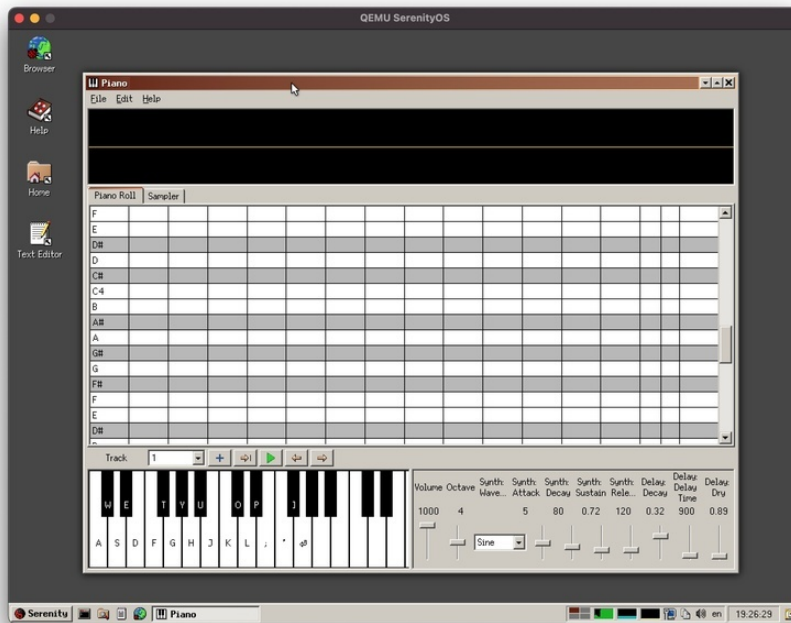 QEMU SerenityOS
Browser
Help
Home
Text Editor
Piano
File Edit Help
Piano Roll Sampler
F
E
D#
D
C#
C4
B
A#
A
G#
G
F#
F
E
D#
Track 1
Volume Octave Synth: Wave... Synth: Attack Synth: Decay Synth: Sustain Synth: Rele... Delay: Decay Delay: Delay Time Delay: Dry
1000 4 5 80 0.72 120 0.32 900 0.89
Sine
W E T Y U O P ]
A S D F G H J K L ; '
Serenity Piano en 19:26:29